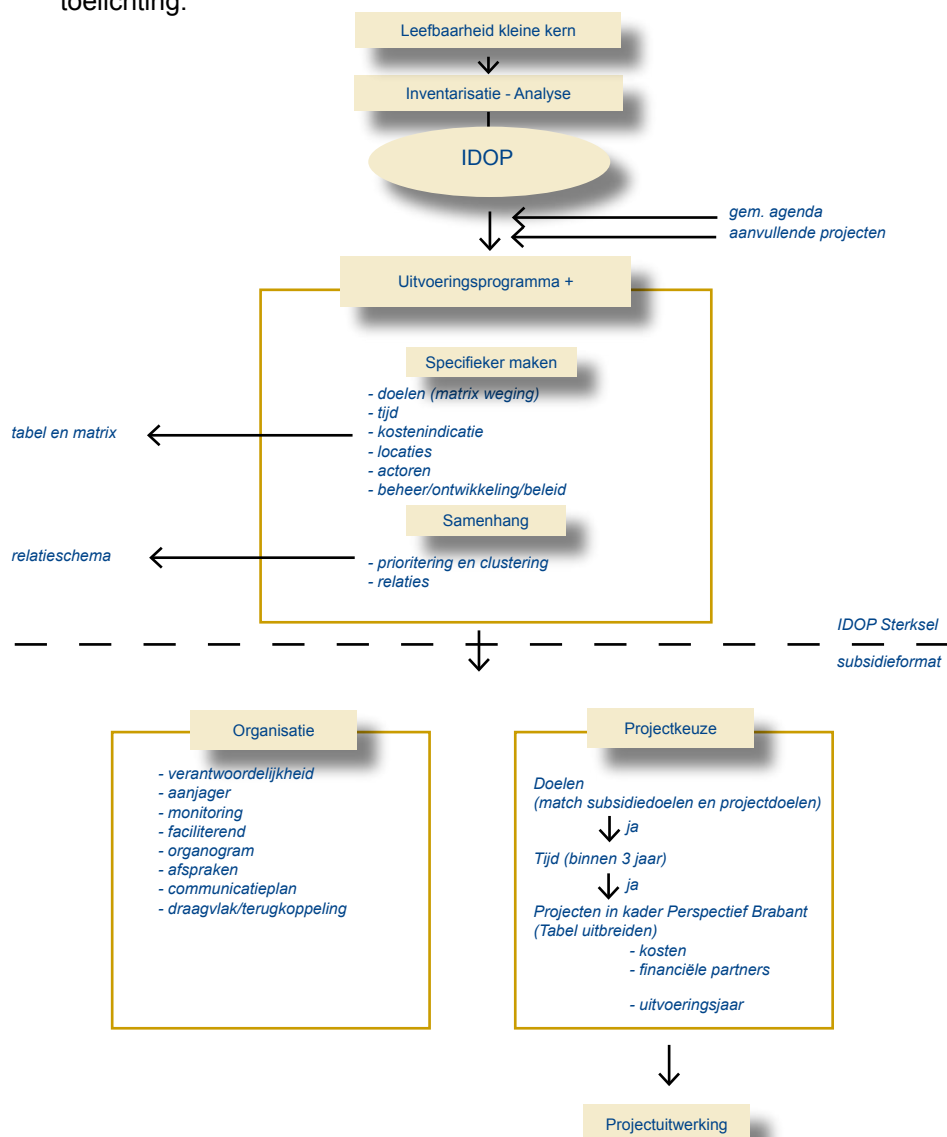 toelichting.
Leefbaarheid kleine kern
Inventarisatie - Analyse
IDOP
gem. agenda
aanvullende projecten
Uitvoeringsprogramma +
Specifieker maken
- doelen (matrix weging)
- tijd
- kostenindicatie
- locaties
- actoren
- beheer/ontwikkeling/beleid
tabel en matrix
Samenhang
- prioritering en clustering
- relaties
relatieschema
IDOP Sterksel
subsidieformat
Organisatie
- verantwoordelijkheid
- aanjager
- monitoring
- faciliterend
- organogram
- afspraken
- communicatieplan
- draagvlak/terugkoppeling
Projectkeuze
Doelen
(match subsidiedoelen en projectdoelen)
ja
Tijd (binnen 3 jaar)
ja
Projecten in kader Perspectief Brabant
(Tabel uitbreiden)
- kosten
- financiële partners
- uitvoeringsjaar
Projectuitwerking